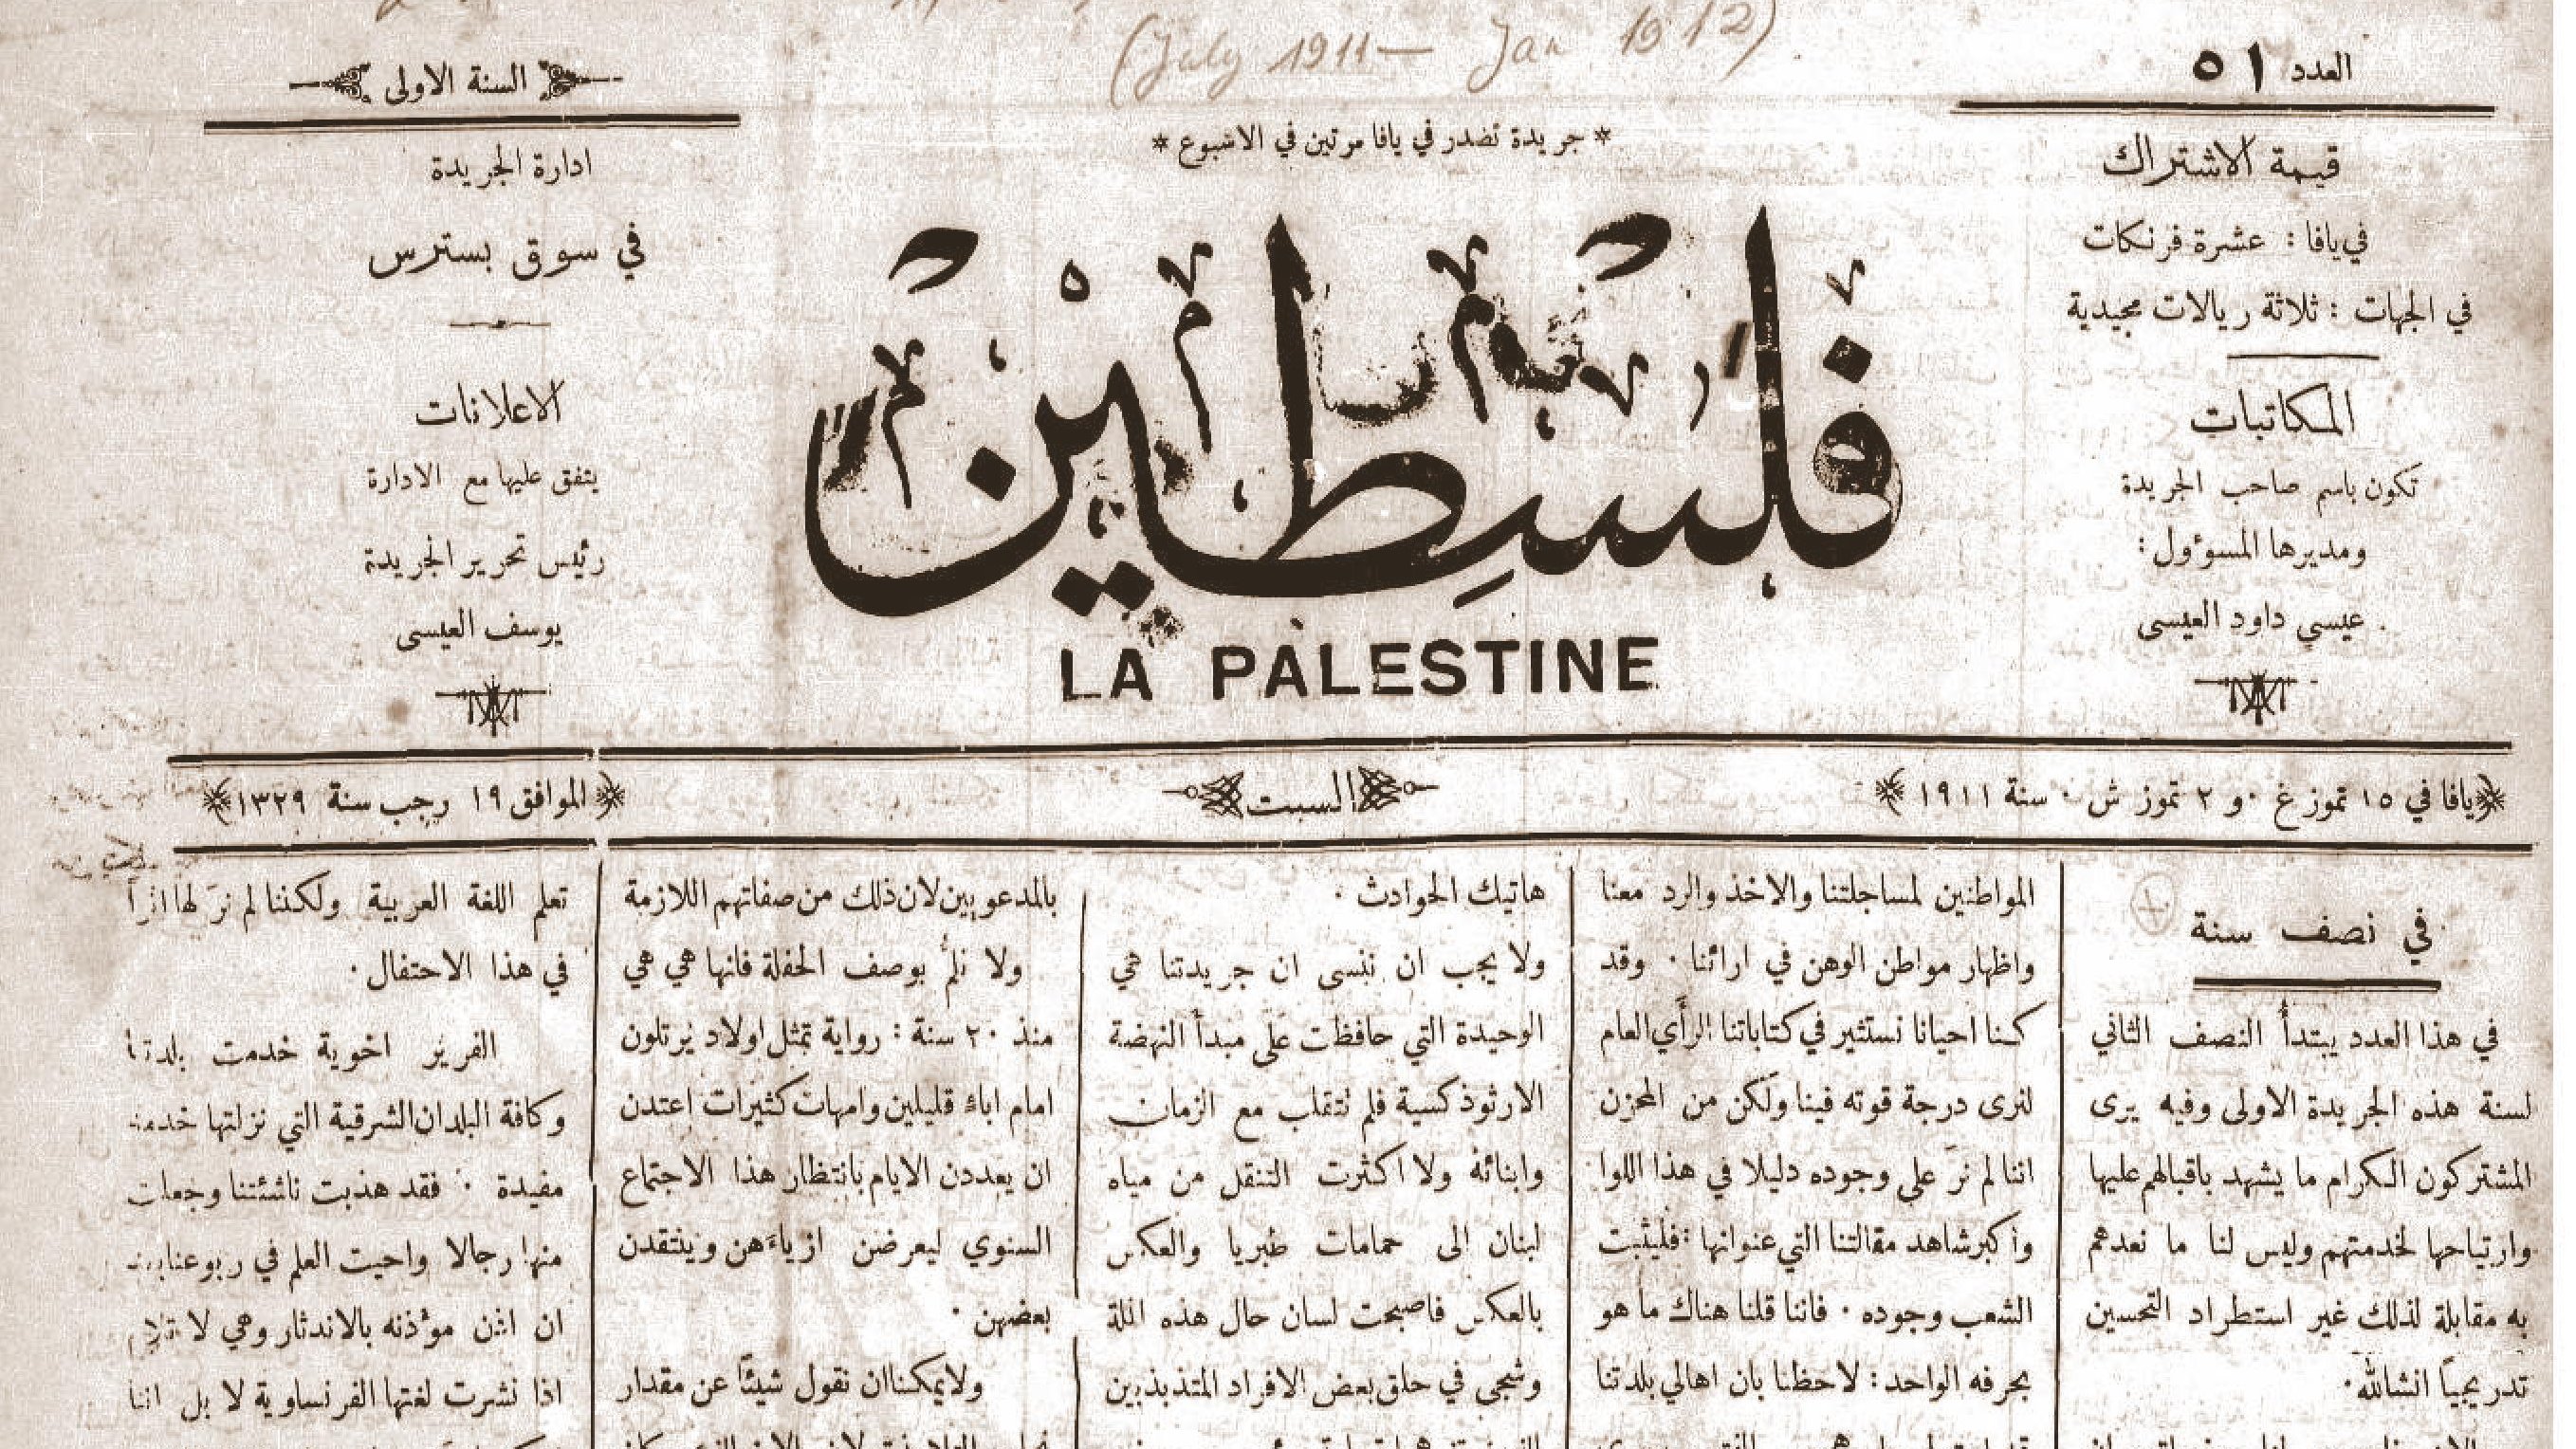 (July 1911 — Jan 1912)
العدد ٥١
السنة الاولى
* جريدة تصدر في يافا مرتين في الاسبوع *
قيمة الاشتراك
في يافا : عشرة فرنكات
في الجهات : ثلاثة ريالات مجيدية
المكاتبات
تكون باسم صاحب الجريدة
ومديرها المسوؤل :
عيسي داود العيسى
فلسطين
LA PALESTINE
ادارة الجريدة
في سوق بسترس
الاعلانات
يتفق عليها مع الادارة
رئيس تحرير الجريدة
يوسف العيسى
يافا في ١٥ تموز غ ٠ و ٢ تموز ش ٠ سنة ١٩١١
السبت
الموافق ١٩ رجب سنة ١٣٢٩
في نصف سنة
في هذا العدد يبتدأ النصف الثاني
لسنة هذه الجريدة الاولى وفيه يرى
المشتركون الكرام ما يشهد باقبالهم عليها
وارتياحها لخدمتهم وليس لنا ما نعدهم
به مقابلة لذلك غير استطراد التحسين
تدريجياً انشالله ٠
المواطنين لمساجلتنا والاخذ والرد معنا
واظهار مواطن الوهن في ارائنا ٠ وقد
كنا احيانا نستثير في كتاباتنا الرأي العام
لنرى درجة قوته فينا ولكن من المحزن
اننا لم نرَ على وجوده دليلا في هذا اللوا
وأكبر شاهد مقالتنا التي عنوانها : فليثبت
الشعب وجوده ٠ فاننا قلنا هناك ما هو
بحرفه الواحد : لاحظنا بان اهالي بلدتنا
هاتيك الحوادث ٠
ولا يجب ان ننسى ان جريدتنا هي
الوحيدة التي حافظت على مبدأ النهضة
الارثوذكسية فلم تتقلب مع الزمان
وابنائه ولا اكثرت التنقل من مياه
لبنان الى حمامات طبريا والعكس
بالعكس فاصبحت لسان حال هذه الملة
وشجى في حلق بعض الافراد المتذبذبين
بالمدعويين لان ذلك من صفاتهم اللازمة
ولا نلمُّ بوصف الحفلة فانها هي هي
منذ ٢٠ سنة : رواية تمثل اولاد يرتلون
امام اباء قليلين وامهات كثيرات اعتدن
ان يعددن الايام بانتظار هذا الاجتماع
السنوي ليعرضن ازياءَهن وينتقدن
بعضهن ٠
ولا يمكننا ان نقول شيئاً عن مقدار
تعلم اللغة العربية ولكننا لم نرَ لها اثراً
في هذا الاحتفال ٠
الفرير اخوية خدمت بلدتنا
وكافة البلدان الشرقية التي نزلتها خدمة
مفيدة ٠ فقد هذبت ناشئتنا وجعلت
منها رجالا واحيت العلم في ربوعنا بعد
ان اذن مؤذنه بالاندثار وهي لا تلام
اذا نشرت لغتها الفرنساوية لا بل اننا